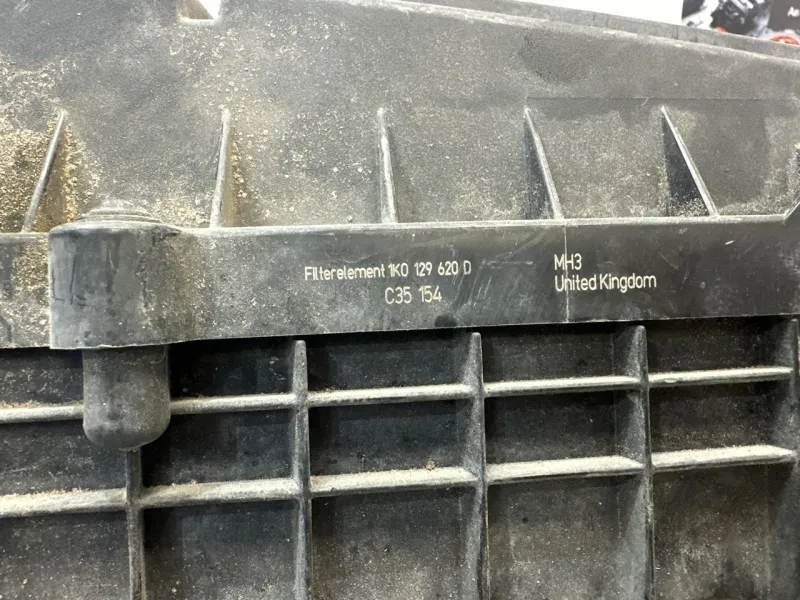 Filterelement 1K0 129 620 D
C35 154
MH3
United Kingdom